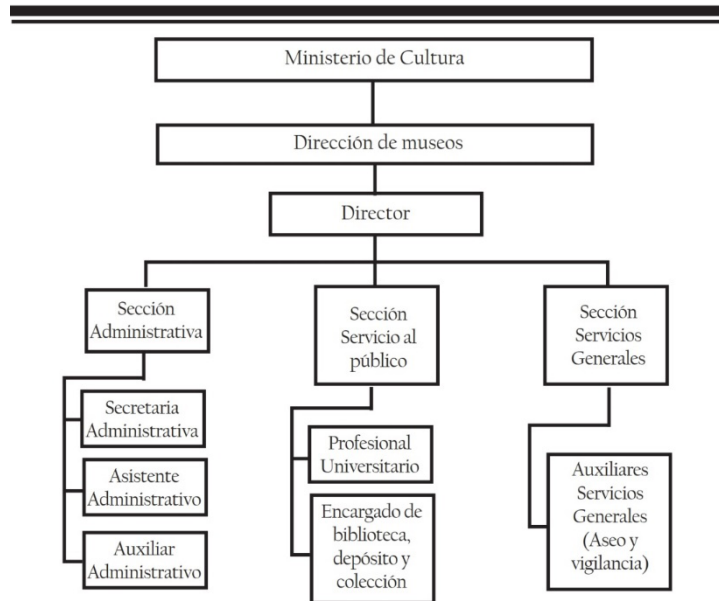 Ministerio de Cultura
Dirección de museos
Director
Sección
Administrativa
Secretaria
Administrativa
Asistente
Administrativo
Auxiliar
Administrativo
Sección
Servicio al
público
Profesional
Universitario
Encargado de
biblioteca,
depósito y
colección
Sección
Servicios
Generales
Auxiliares
Servicios
Generales
(Aseo y
vigilancia)